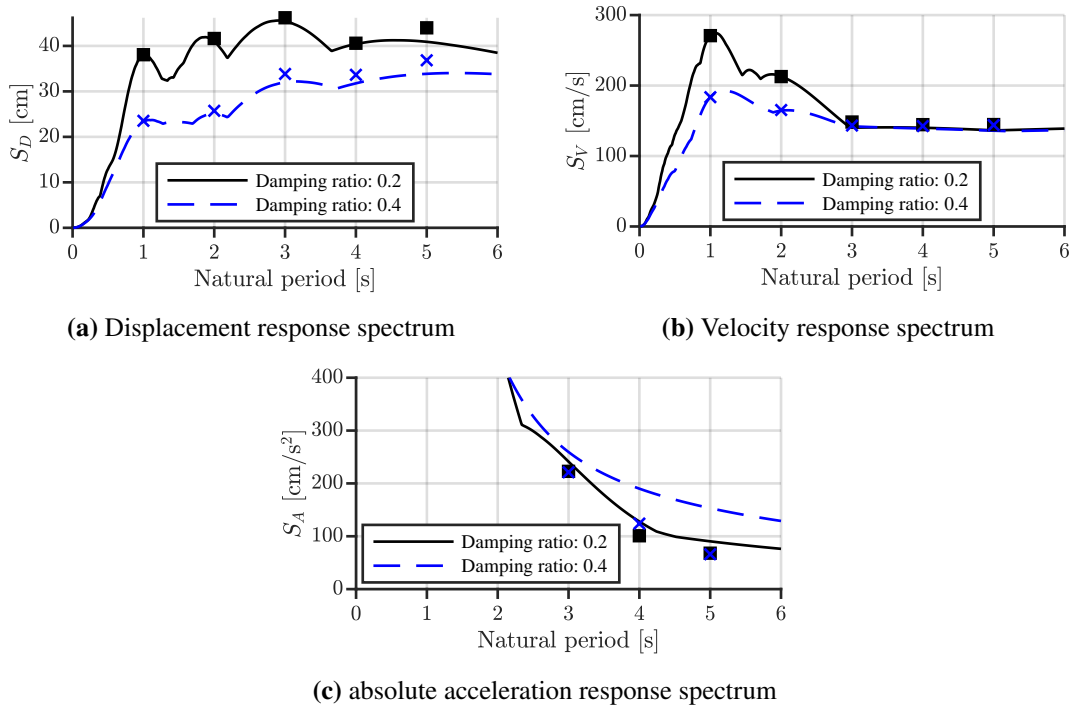 S_D [cm]
40
30
20
10
0
0 1 2 3 4 5 6
Natural period [s]
Damping ratio: 0.2
Damping ratio: 0.4
(a) Displacement response spectrum
S_V [cm/s]
300
200
100
0
0 1 2 3 4 5 6
Natural period [s]
Damping ratio: 0.2
Damping ratio: 0.4
(b) Velocity response spectrum
S_A [cm/s²]
400
300
200
100
0
0 1 2 3 4 5 6
Natural period [s]
Damping ratio: 0.2
Damping ratio: 0.4
(c) absolute acceleration response spectrum